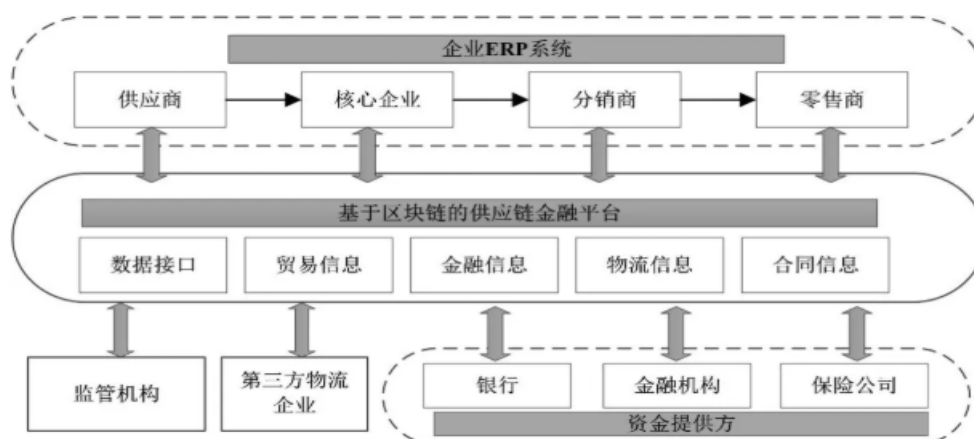 企业ERP系统
供应商
核心企业
分销商
零售商
基于区块链的供应链金融平台
数据接口
贸易信息
金融信息
物流信息
合同信息
监管机构
第三方物流
企业
银行
金融机构
保险公司
资金提供方